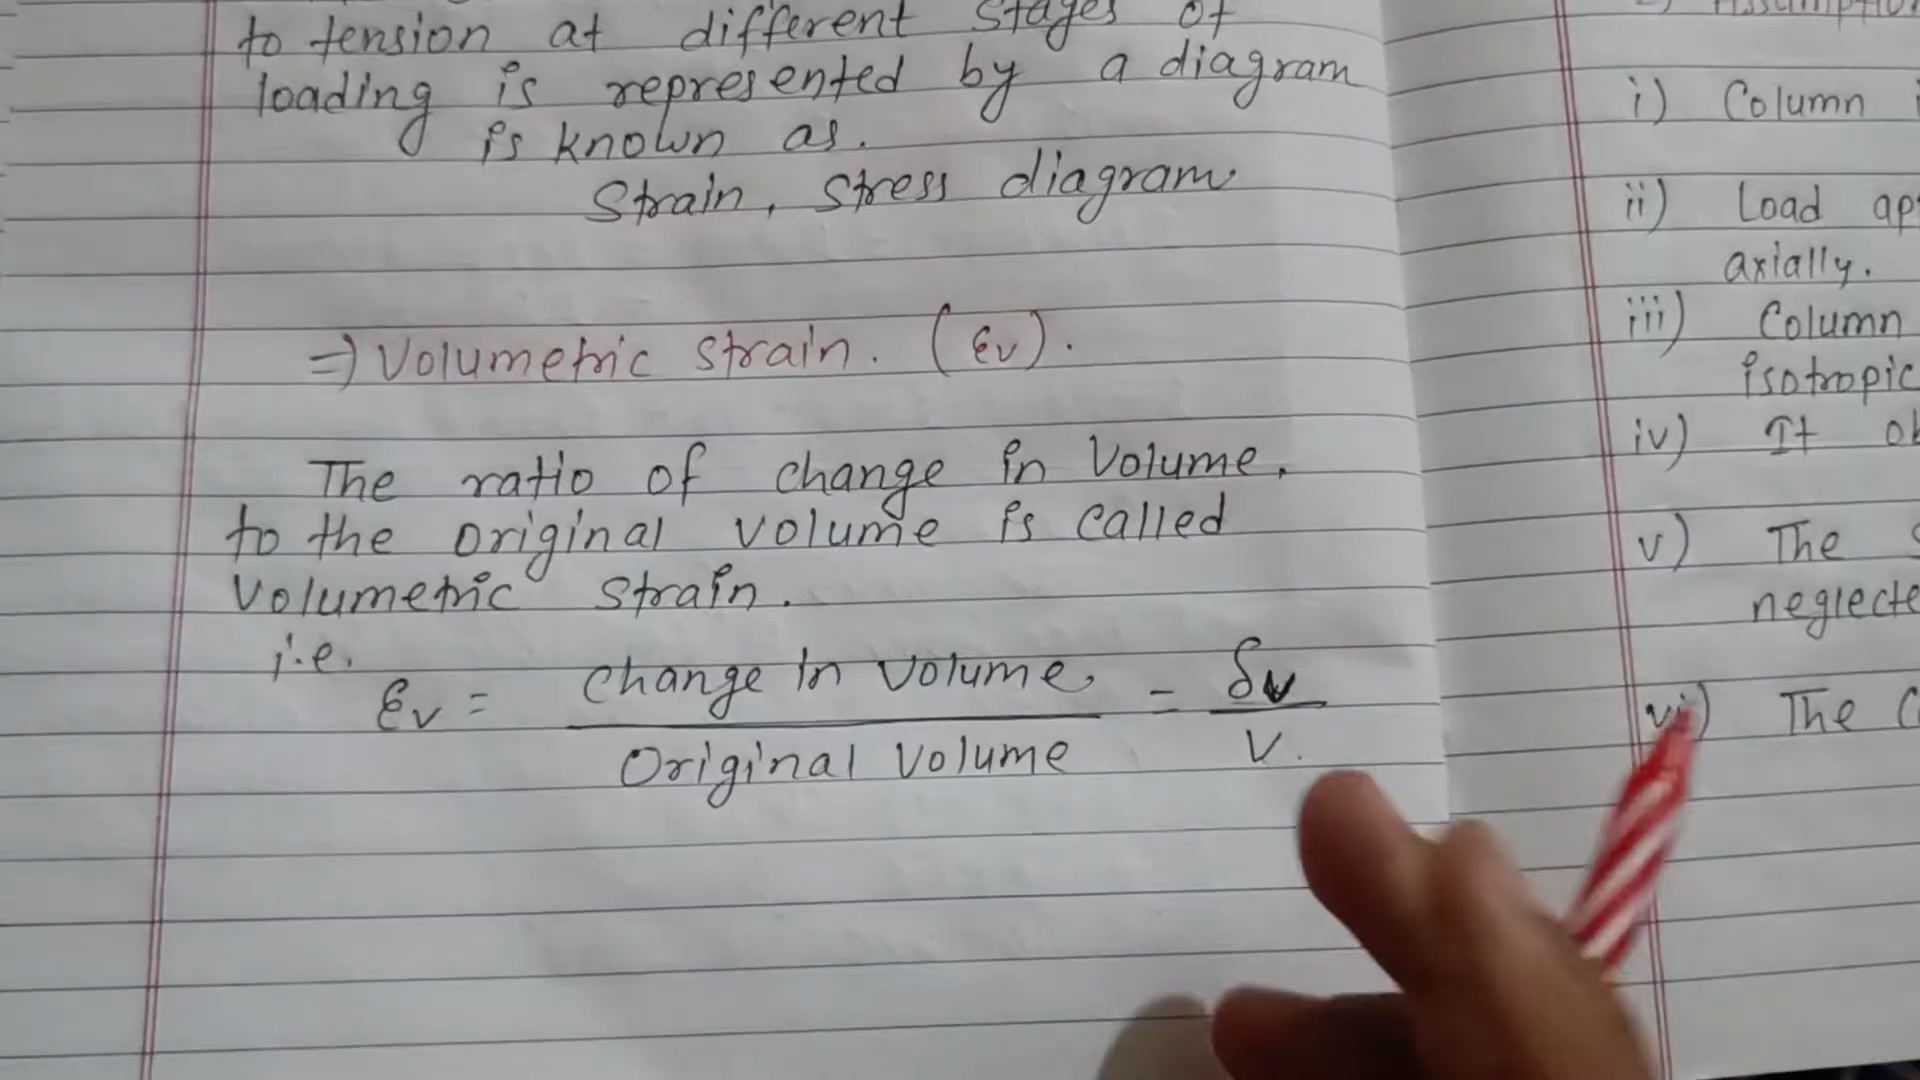 to tension at different stages of
loading is represented by a diagram
is known as.
Strain, Stress diagram
=) Volumetric Strain. (εv).
The ratio of change in Volume,
to the original volume is called
Volumetric Strain.
i.e.
εv = Change in volume, = δv
Original Volume V.
i) Column
ii) Load
axially.
iii) Column
isotropic
iv) It
v) The
vi) The